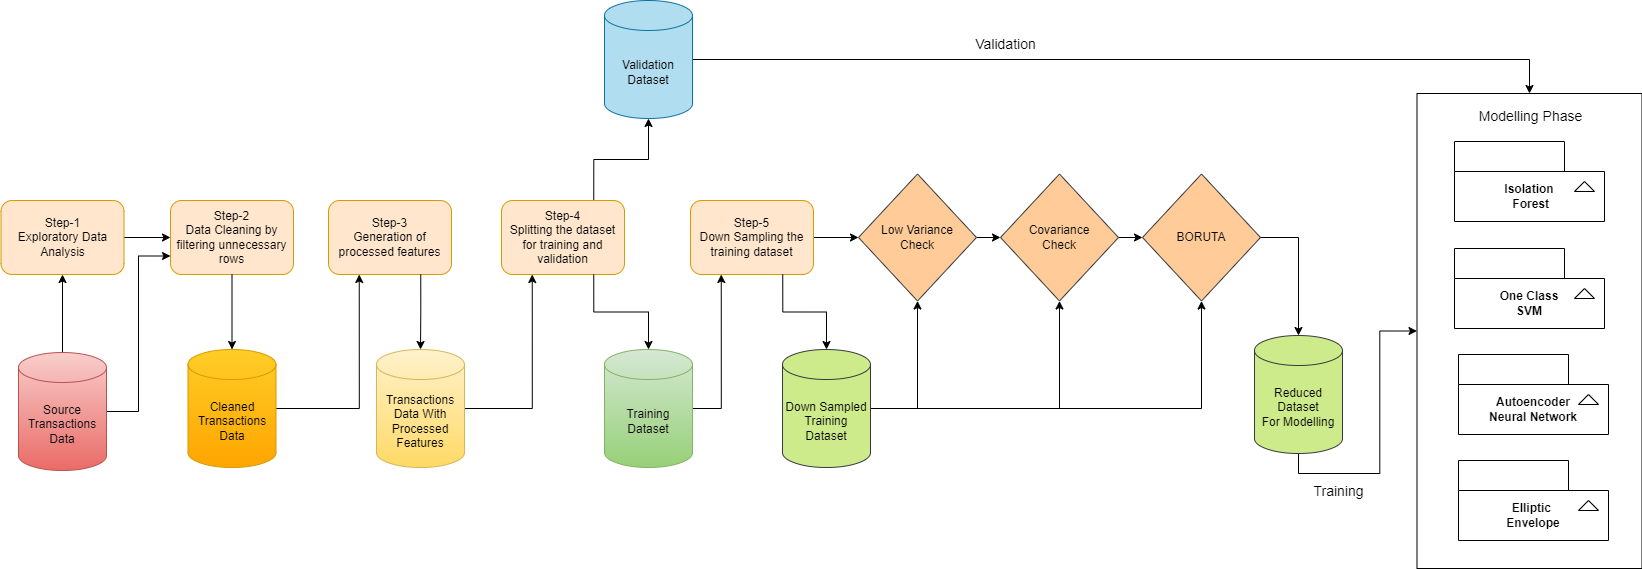 Validation
Dataset
Validation
Modelling Phase
Isolation
Forest
One Class
SVM
Autoencoder
Neural Network
Elliptic
Envelope
Step-1
Exploratory Data
Analysis
Step-2
Data Cleaning by
filtering unnecessary
rows
Step-3
Generation of
processed features
Step-4
Splitting the dataset
for training and
validation
Step-5
Down Sampling the
training dataset
Low Variance
Check
Covariance
Check
BORUTA
Source
Transactions
Data
Cleaned
Transactions
Data
Transactions
Data With
Processed
Features
Training
Dataset
Down Sampled
Training
Dataset
Reduced
Dataset
For Modelling
Training